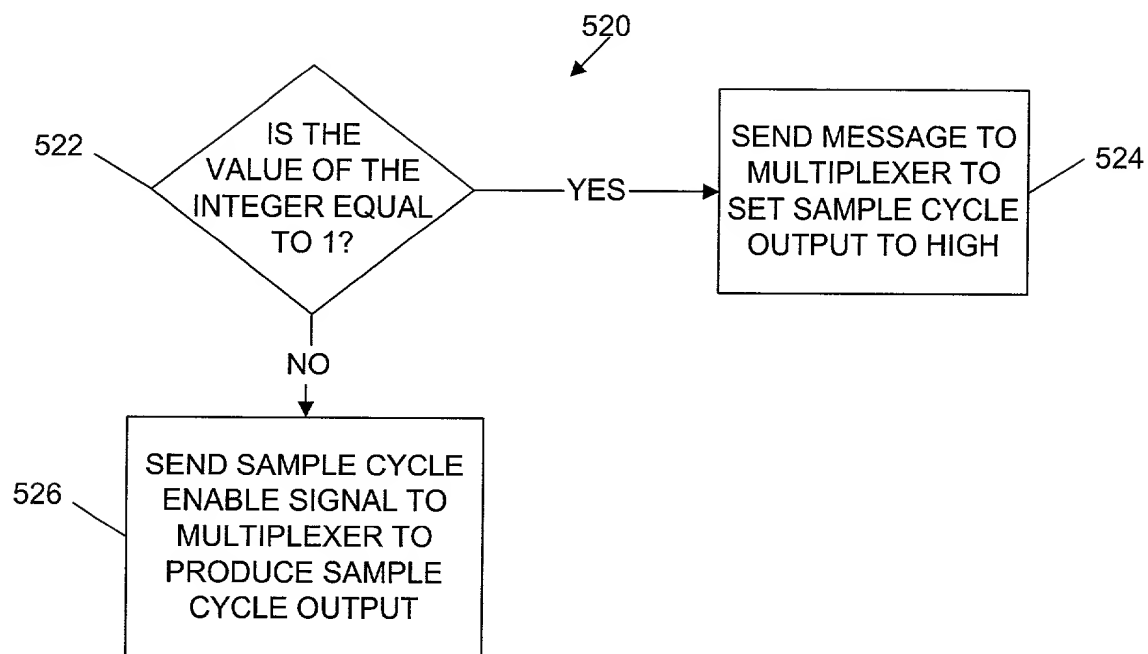 520
522
IS THE
VALUE OF THE
INTEGER EQUAL
TO 1?
YES
SEND MESSAGE TO
MULTIPLEXER TO
SET SAMPLE CYCLE
OUTPUT TO HIGH
524
NO
526
SEND SAMPLE CYCLE
ENABLE SIGNAL TO
MULTIPLEXER TO
PRODUCE SAMPLE
CYCLE OUTPUT